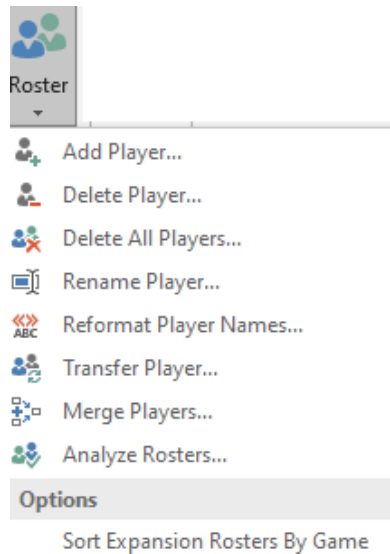 Roster
Add Player...
Delete Player...
Delete All Players...
Rename Player...
ABC
Reformat Player Names...
Transfer Player...
Merge Players...
Analyze Rosters...
Options
Sort Expansion Rosters By Game